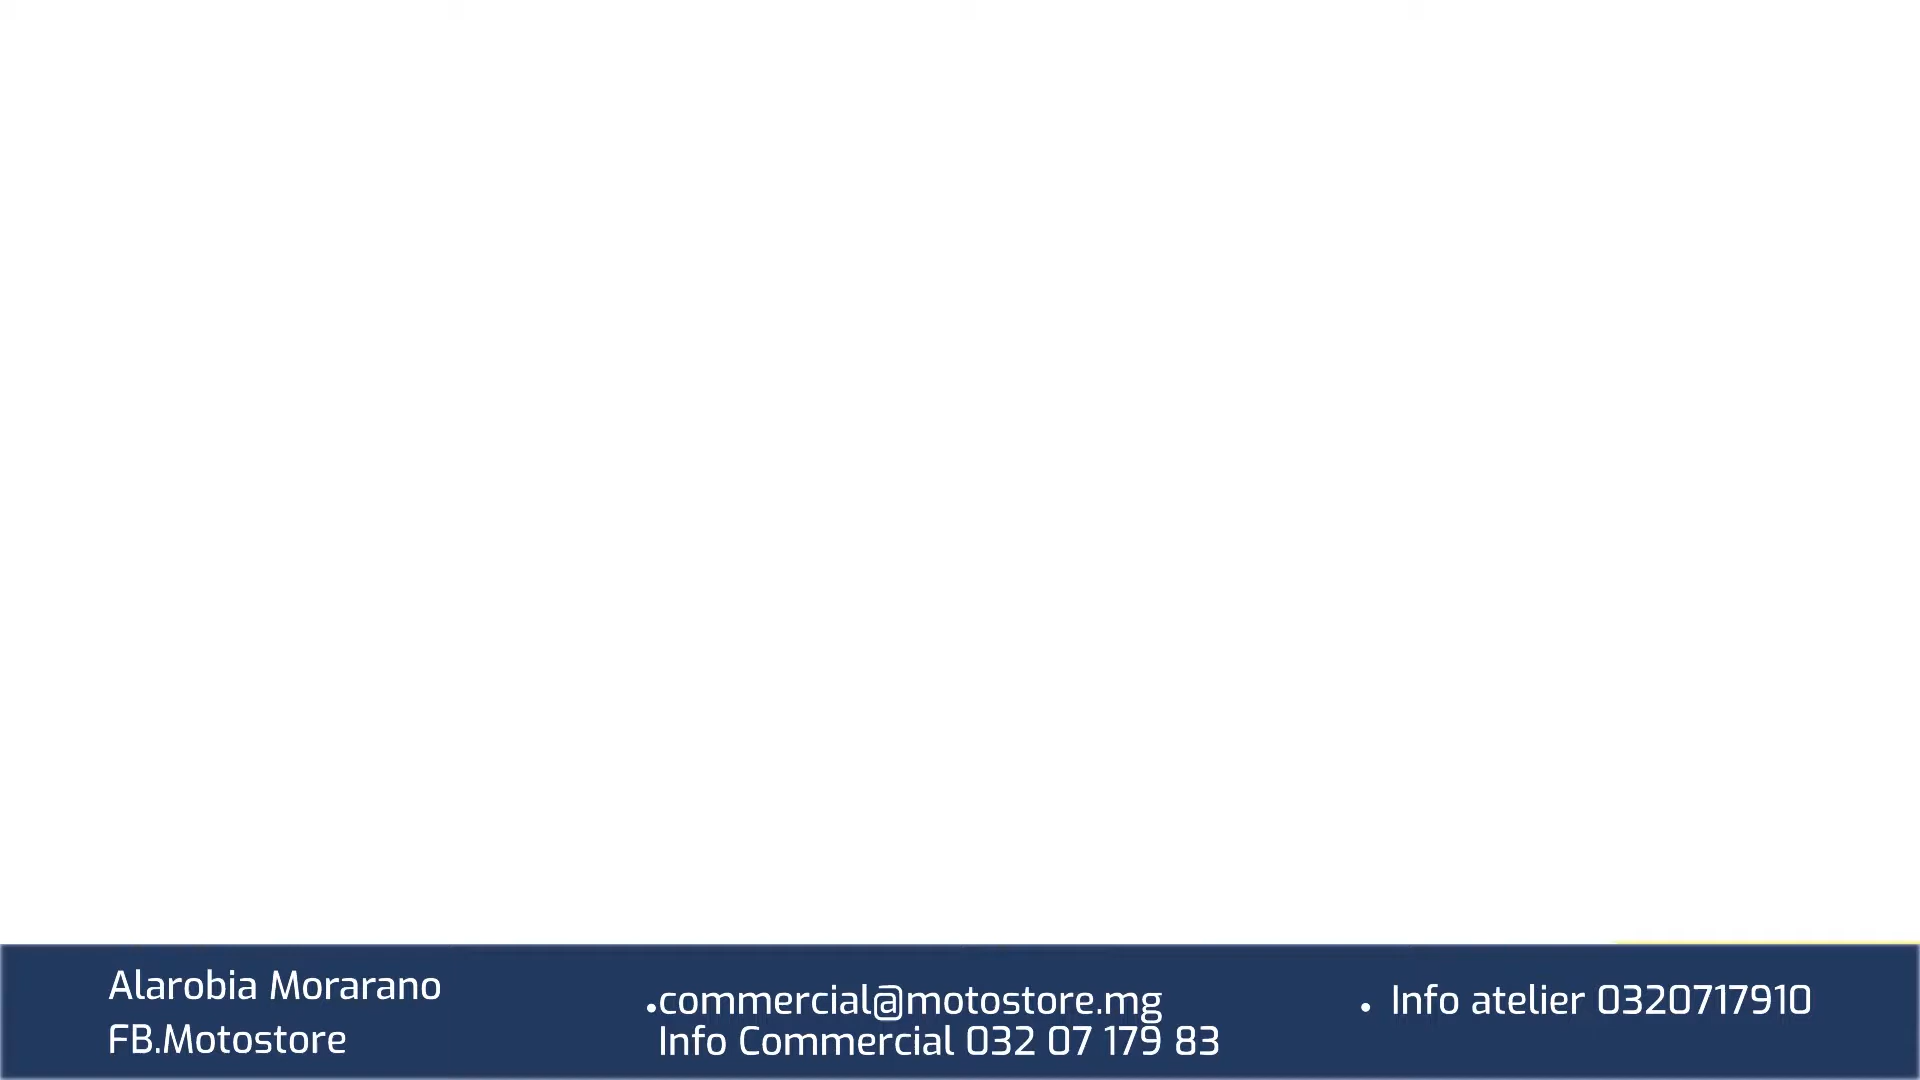 Alarobia Morarano
FB.Motostore
•commercial@motostore.mg
Info Commercial 032 07 179 83
• Info atelier 0320717910